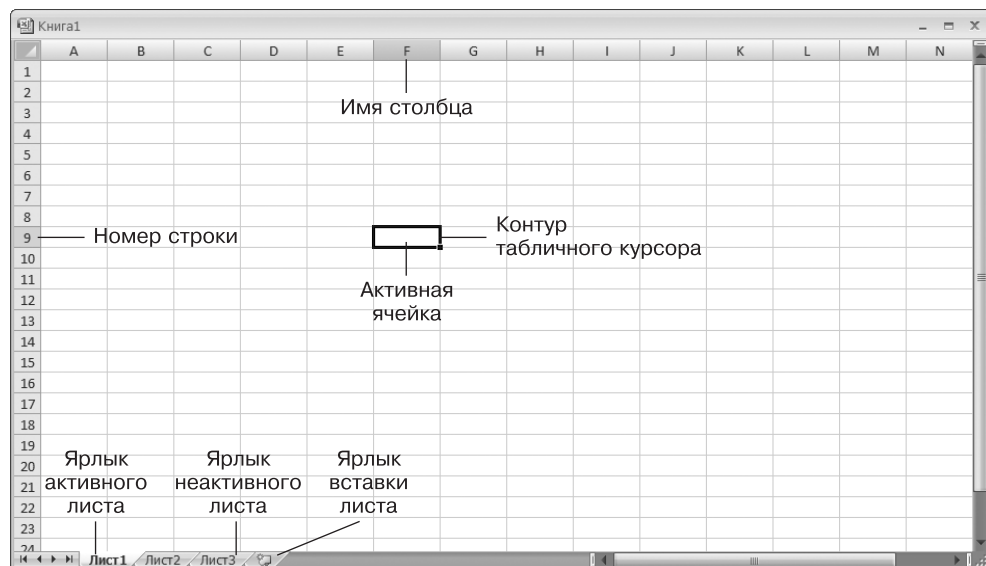 Книга1
A B C D E F G H I J K L M N
1
2
Имя столбца
3
4
5
6
7
8
Контур
9 Номер строки
табличного курсора
10
11
Активная
12
ячейка
13
14
15
16
17
18
19
Ярлык Ярлык Ярлык
20
21 активного неактивного вставки
22 листа листа листа
23
24
Лист1 Лист2 Лист3